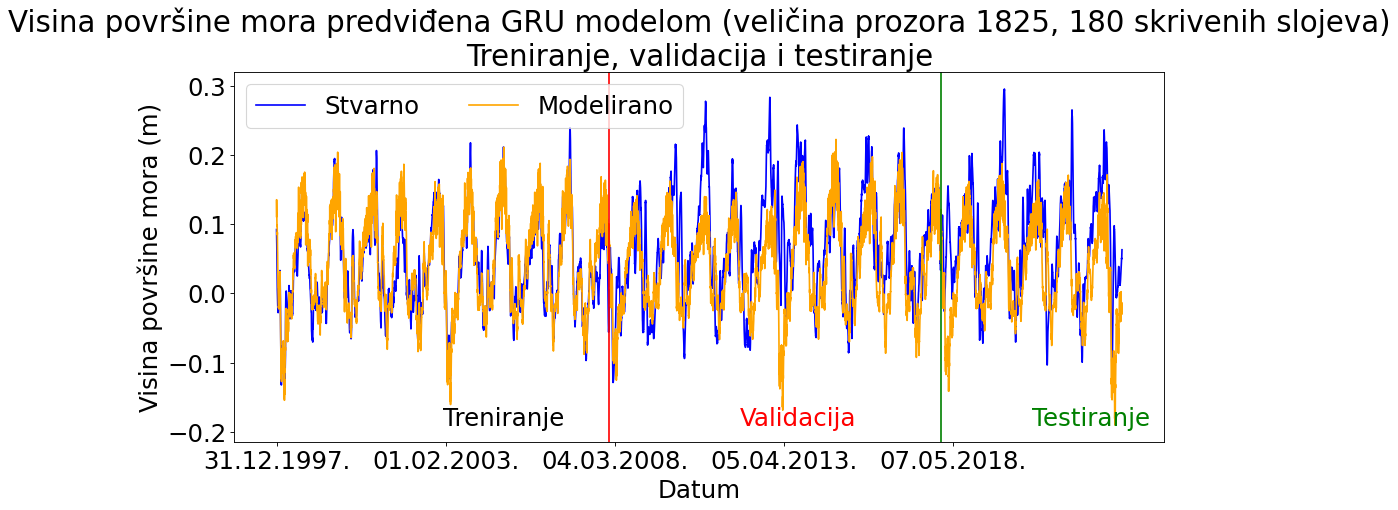 Visina površine mora predviđena GRU modelom (veličina prozora 1825, 180 skrivenih slojeva)
Treniranje, validacija i testiranje
Stvarno
Modelirano
Visina površine mora (m)
0.3
0.2
0.1
0.0
−0.1
−0.2
Treniranje
Validacija
Testiranje
31.12.1997.
01.02.2003.
04.03.2008.
05.04.2013.
07.05.2018.
Datum